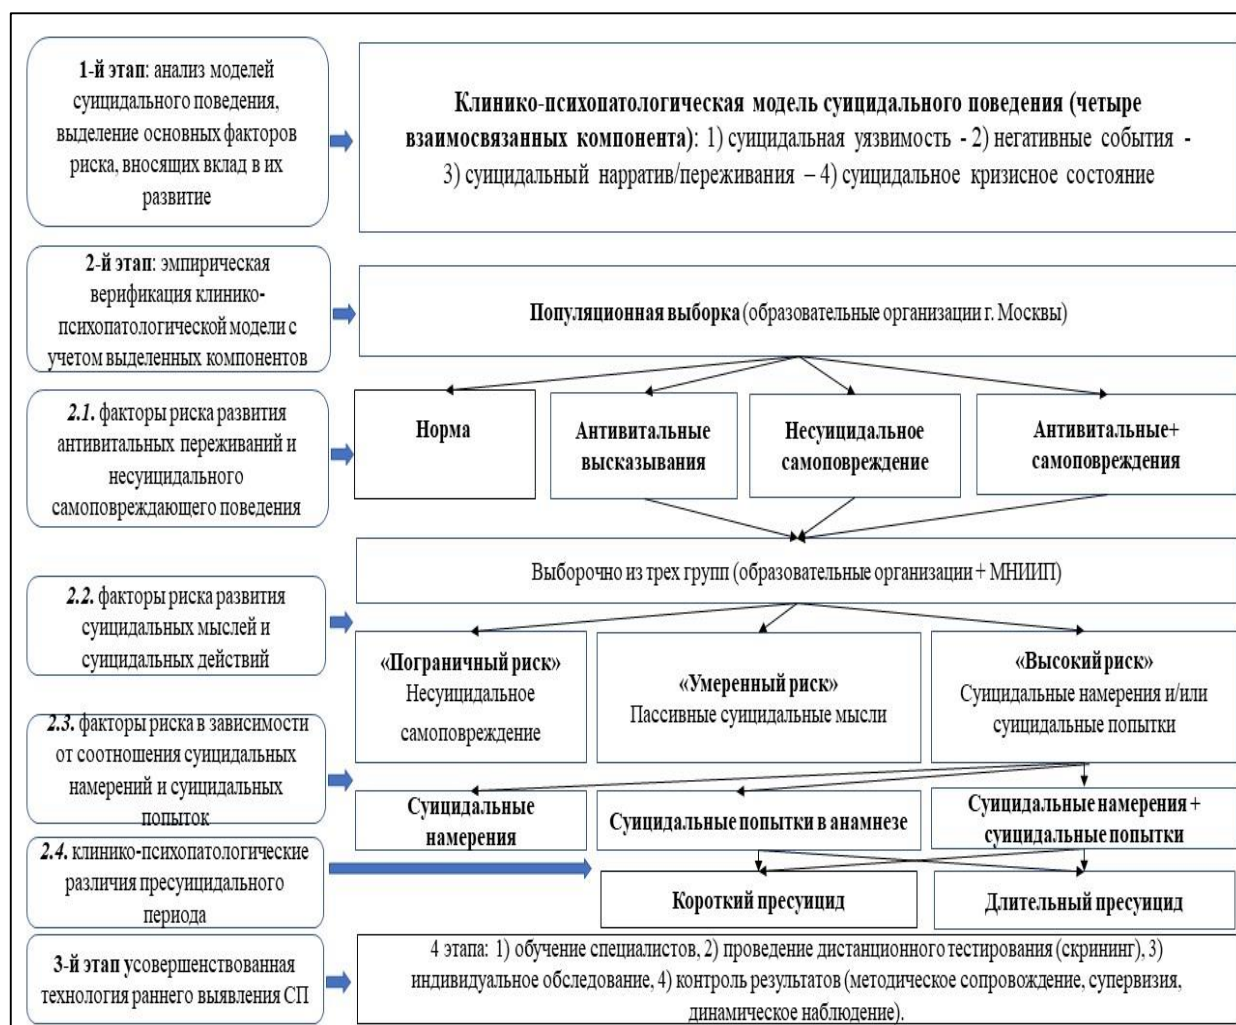 1-й этап: анализ моделей
суицидального поведения,
выделение основных факторов
риска, вносящих вклад в их
развитие
Клинико-психопатологическая модель суицидального поведения (четыре
взаимосвязанных компонента): 1) суицидальная уязвимость - 2) негативные события -
3) суицидальный нарратив/переживания – 4) суицидальное кризисное состояние
2-й этап: эмпирическая
верификация клинико-
психопатологической модели с
учетом выделенных компонентов
Популяционная выборка (образовательные организации г. Москвы)
2.1. факторы риска развития
антивитальных переживаний и
несуицидального
самоповреждающего поведения
Норма
Антивитальные
высказывания
Несуицидальное
самоповреждение
Антивитальные+
самоповреждения
Выборочно из трех групп (образовательные организации + МНИИП)
2.2. факторы риска развития
суицидальных мыслей и
суицидальных действий
«Пограничный риск»
Несуицидальное
самоповреждение
«Умеренный риск»
Пассивные суицидальные мысли
«Высокий риск»
Суицидальные намерения и/или
суицидальные попытки
2.3. факторы риска в зависимости
от соотношения суицидальных
намерений и суицидальных
попыток
Суицидальные
намерения
Суицидальные попытки в анамнезе
Суицидальные намерения +
суицидальные попытки
2.4. клинико-психопатологические
различия пресуицидального
периода
Короткий пресуицид
Длительный пресуицид
3-й этап усовершенствованная
технология раннего выявления СП
4 этапа: 1) обучение специалистов, 2) проведение дистанционного тестирования (скрининг), 3)
индивидуальное обследование, 4) контроль результатов (методическое сопровождение, супервизия,
динамическое наблюдение).